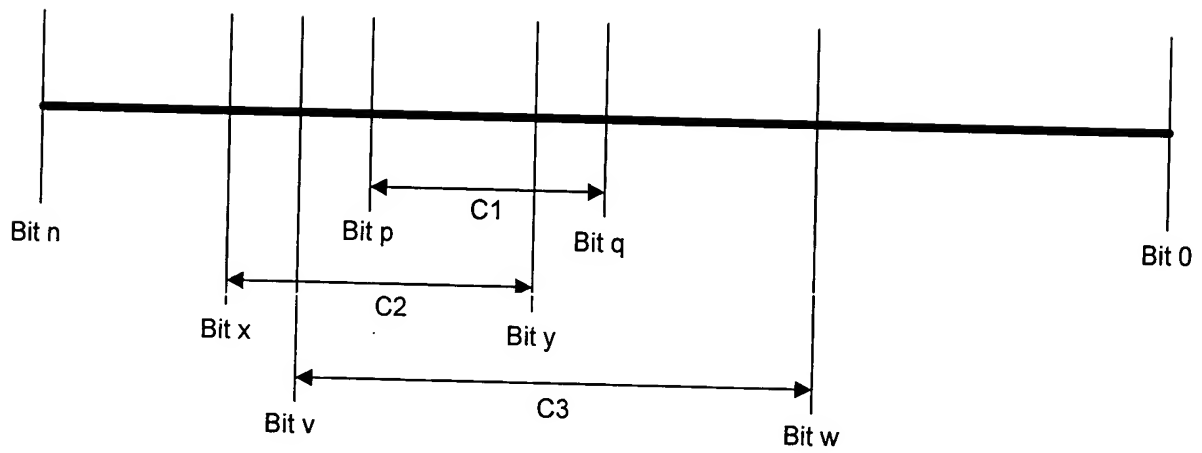 C1
Bit n
Bit p
Bit q
Bit 0
C2
Bit x
Bit y
C3
Bit v
Bit w